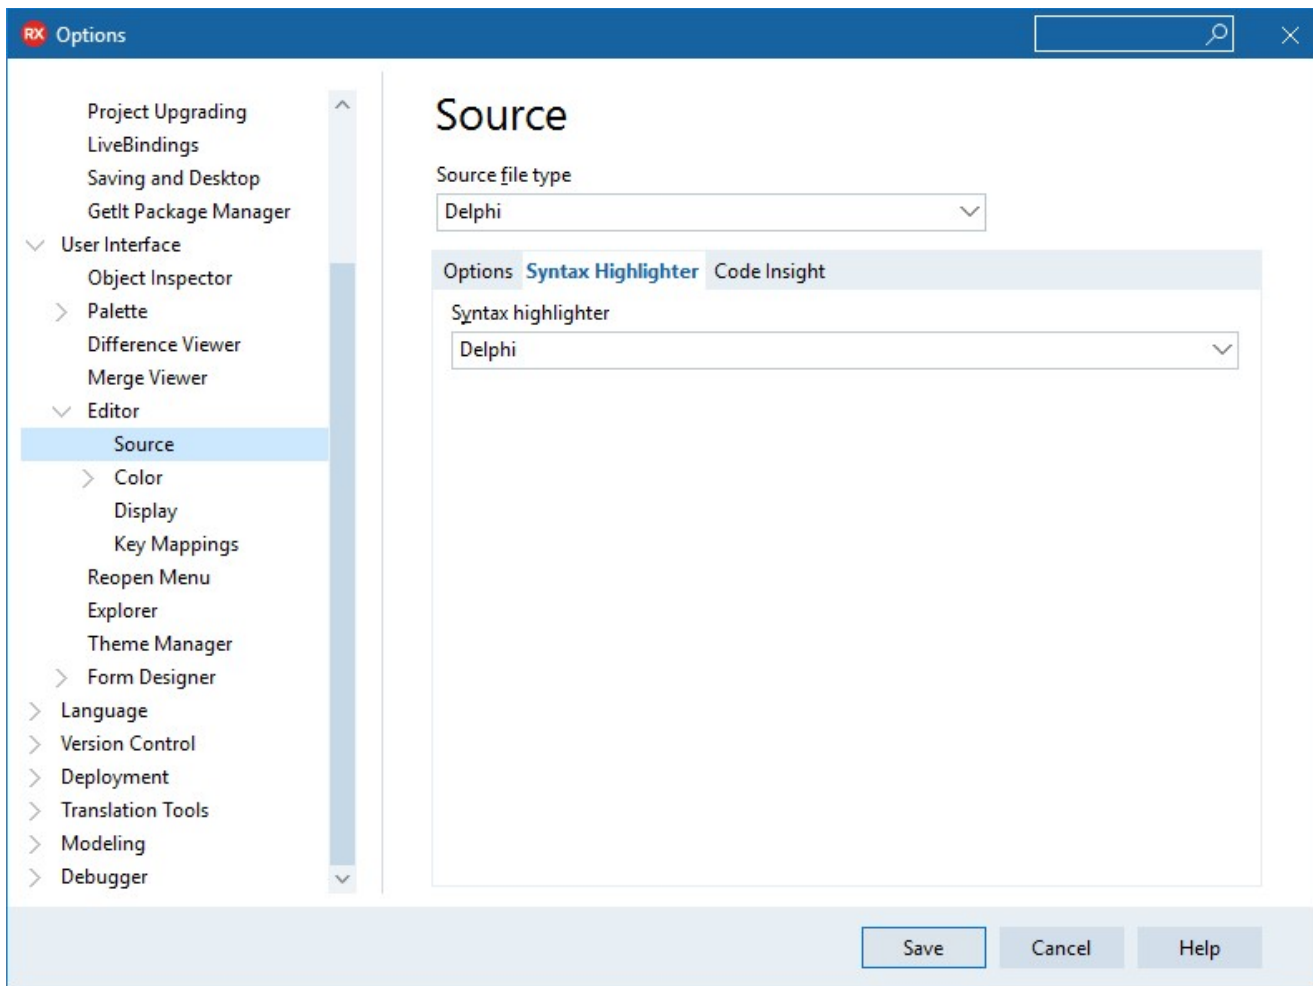 RX Options
Project Upgrading
LiveBindings
Saving and Desktop
GetIt Package Manager
User Interface
Object Inspector
Palette
Difference Viewer
Merge Viewer
Editor
Source
Color
Display
Key Mappings
Reopen Menu
Explorer
Theme Manager
Form Designer
Language
Version Control
Deployment
Translation Tools
Modeling
Debugger
Source
Source file type
Delphi
Options Syntax Highlighter Code Insight
Syntax highlighter
Delphi
Save Cancel Help